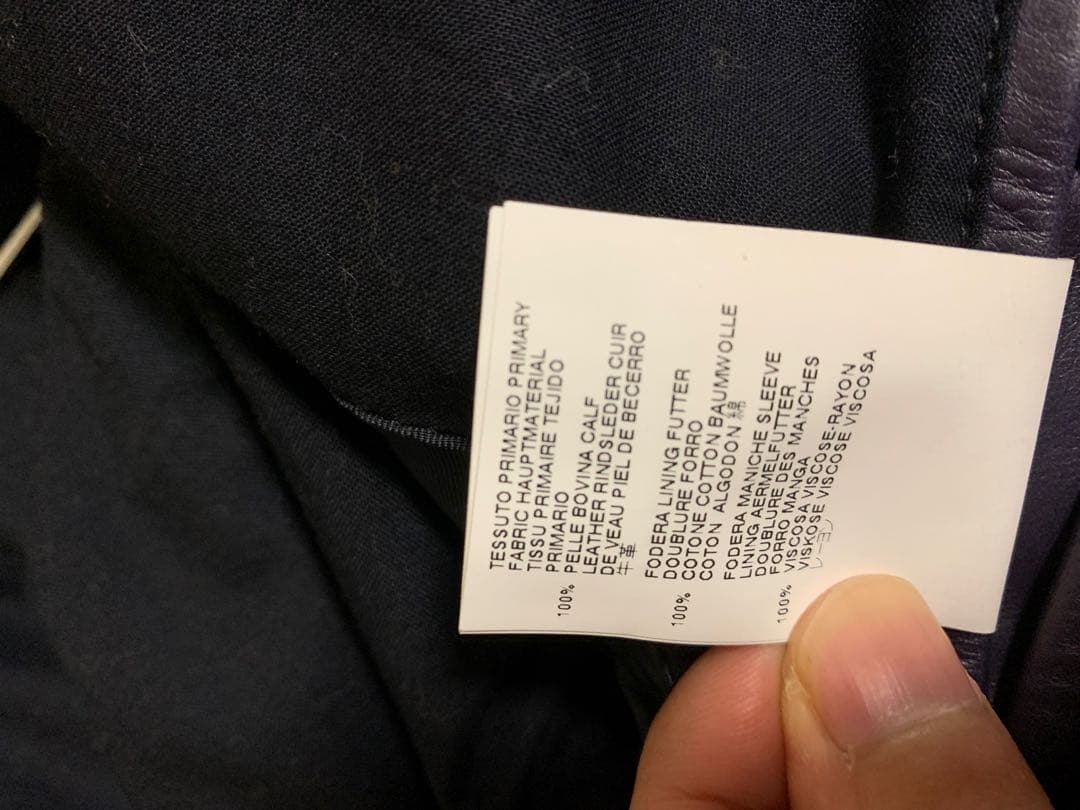 TESSUTO PRIMARIO PRIMARY
FABRIC HAUPTMATERIAL
TISSU PRIMAIRE TEJIDO
PRIMARIO
100% PELLE BOVINA CALF
LEATHER RINDSLEDER CUIR
DE VEAU PIEL DE BECERRO
牛革
FODERA LINING FUTTER
DOUBLURE FORRO
100% COTONE COTTON BAUMWOLLE
COTON ALGODON 綿
FODERA MANICHE SLEEVE
LINING AERMELFUTTER
DOUBLURE DES MANCHES
FORRO MANGA
100% VISCOSA VISCOSE-RAYON
VISKOSE VISCOSE VISCOSA
レーヨン